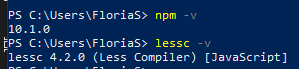 PS C:\Users\FloriaS> npm -v
10.1.0
PS C:\Users\FloriaS> lessc -v
lessc 4.2.0 (Less Compiler) [JavaScript]